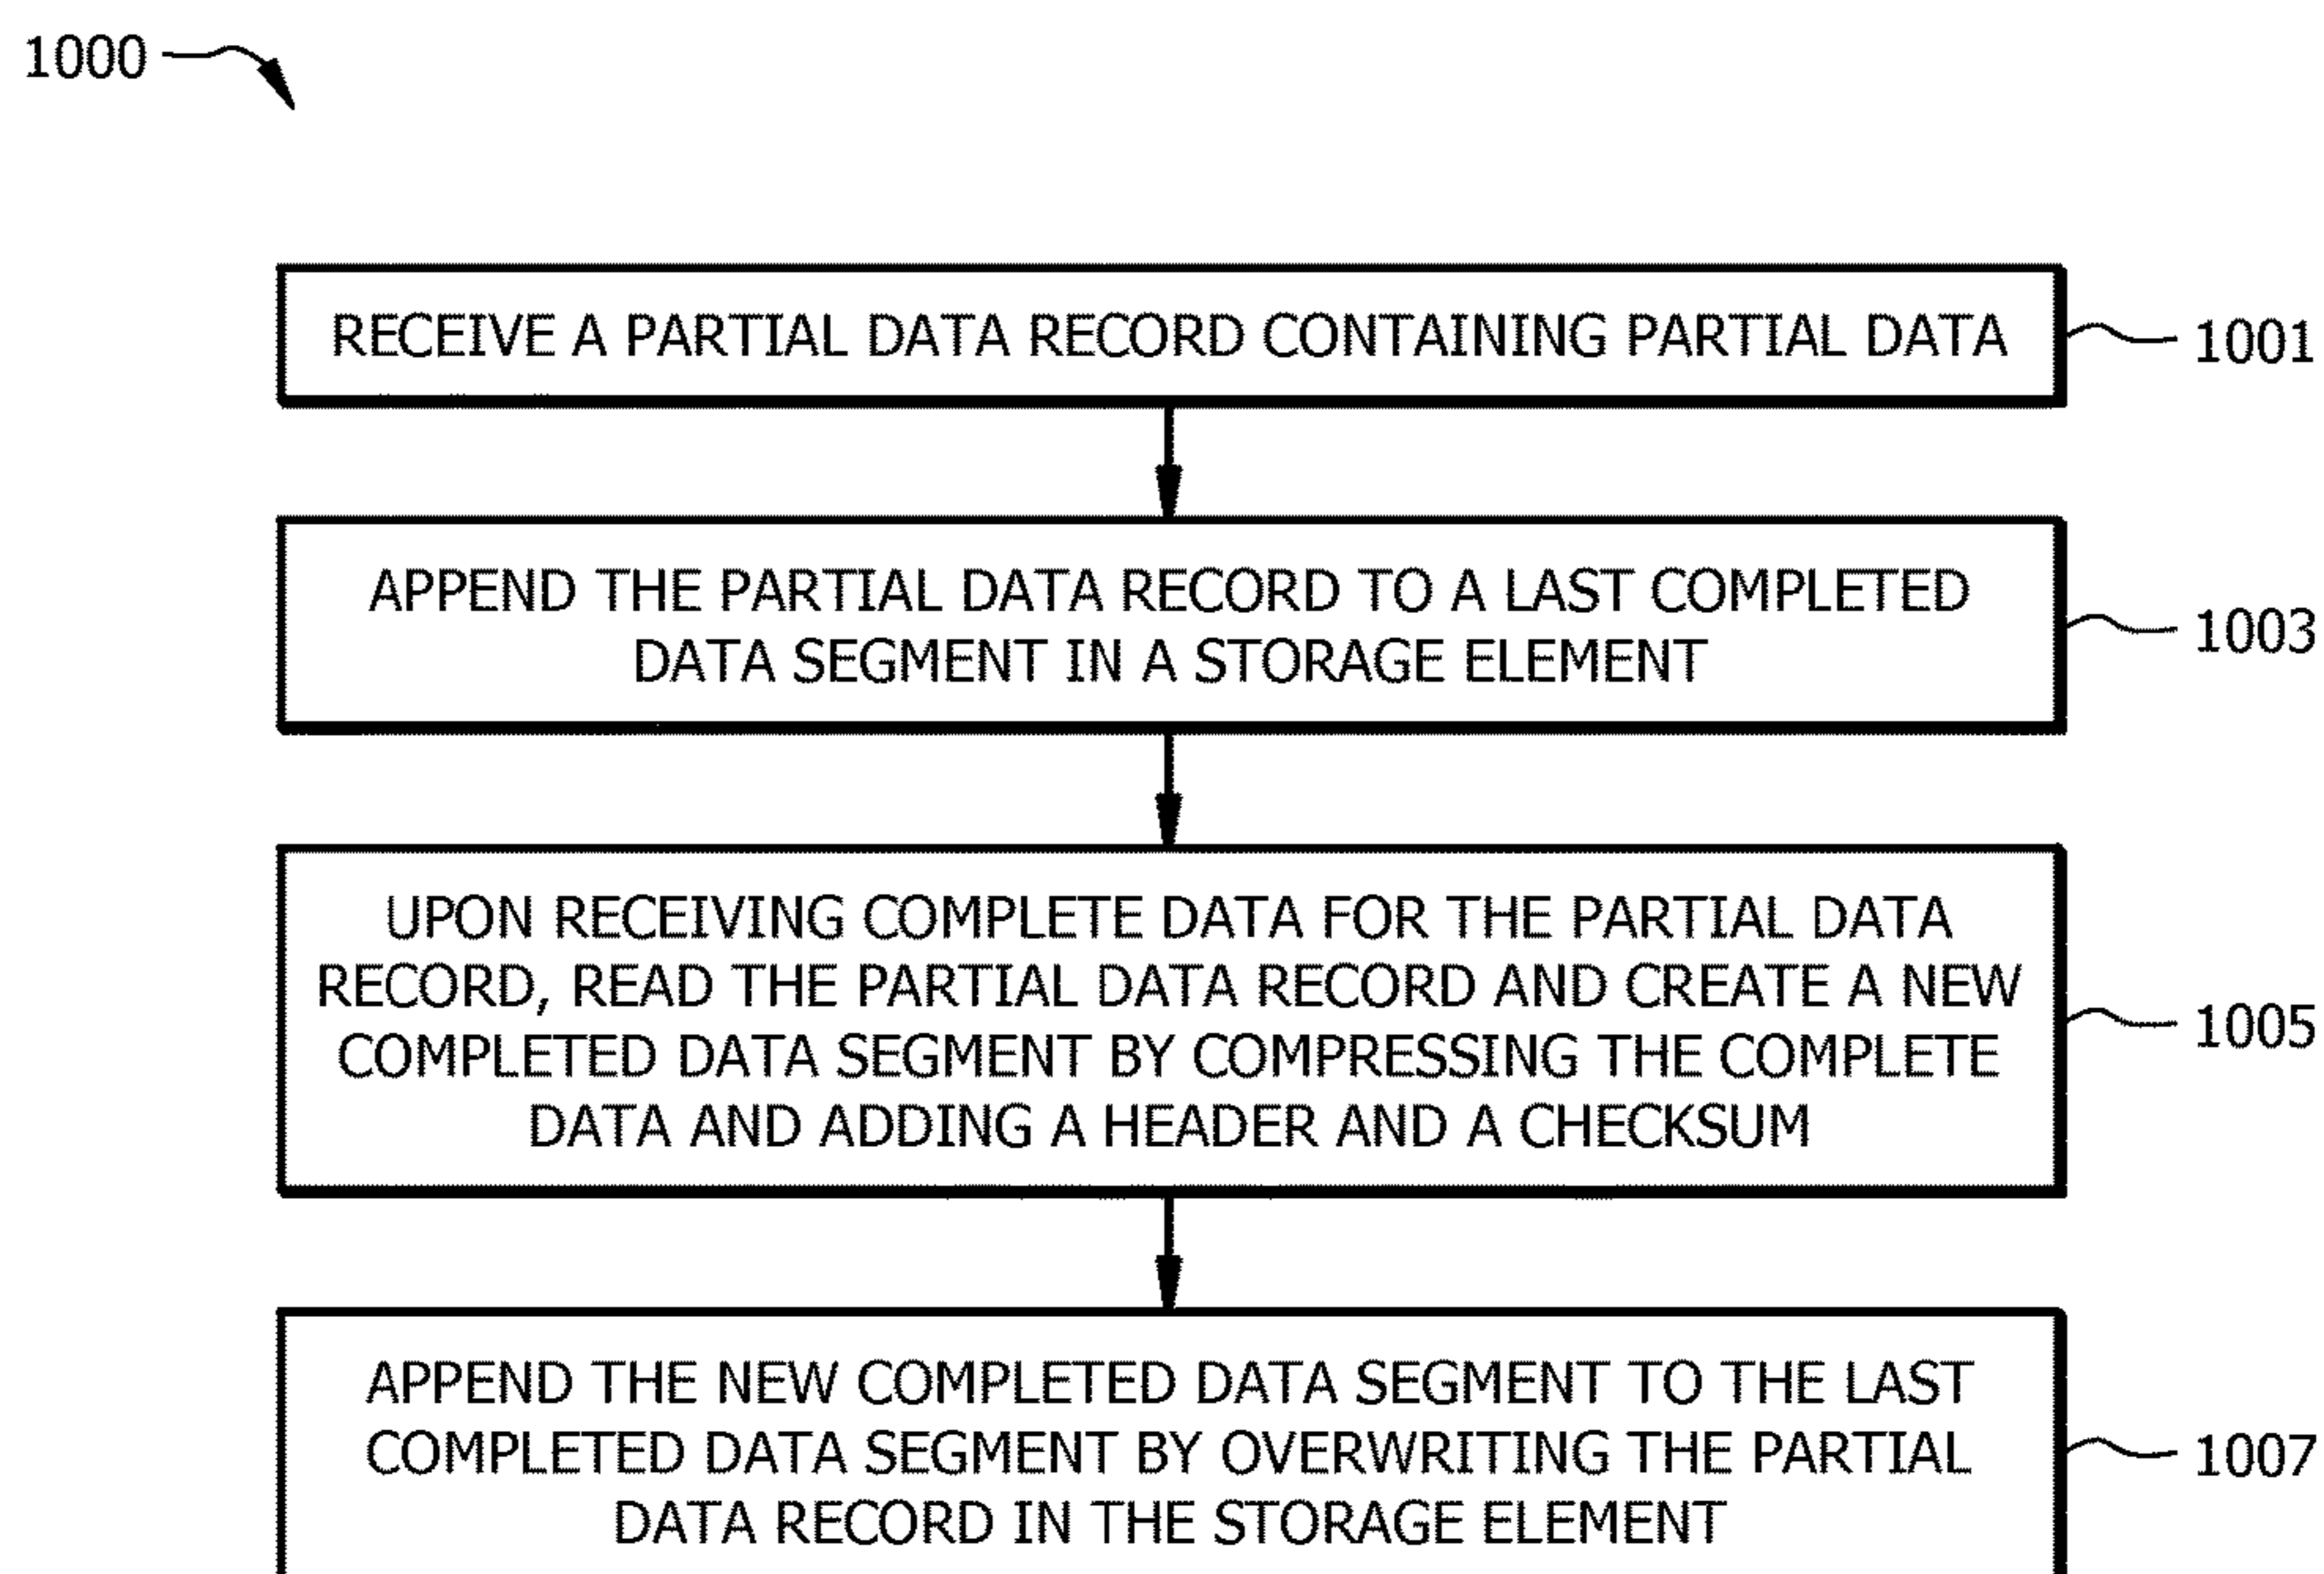 1000
RECEIVE A PARTIAL DATA RECORD CONTAINING PARTIAL DATA
1001
APPEND THE PARTIAL DATA RECORD TO A LAST COMPLETED
DATA SEGMENT IN A STORAGE ELEMENT
1003
UPON RECEIVING COMPLETE DATA FOR THE PARTIAL DATA
RECORD, READ THE PARTIAL DATA RECORD AND CREATE A NEW
COMPLETED DATA SEGMENT BY COMPRESSING THE COMPLETE
DATA AND ADDING A HEADER AND A CHECKSUM
1005
APPEND THE NEW COMPLETED DATA SEGMENT TO THE LAST
COMPLETED DATA SEGMENT BY OVERWRITING THE PARTIAL
DATA RECORD IN THE STORAGE ELEMENT
1007